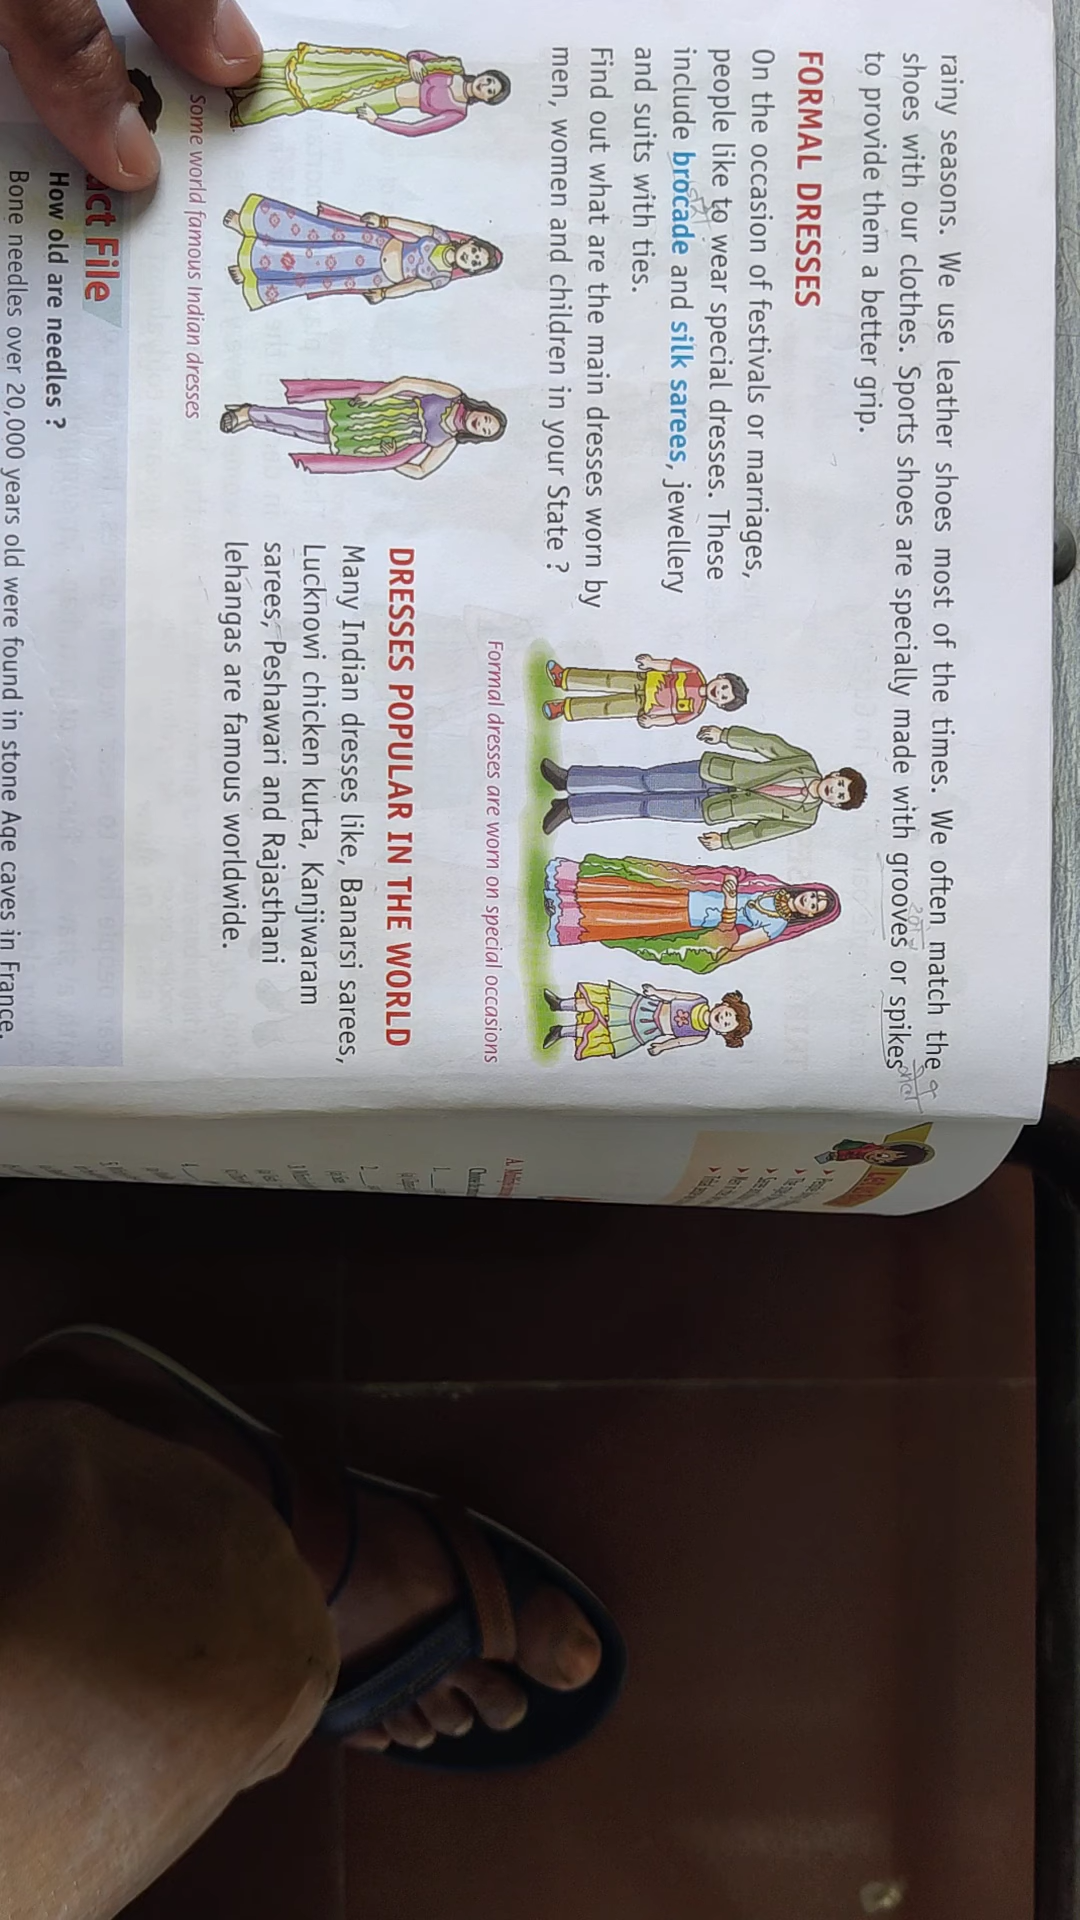 rainy seasons. We use leather shoes most of the times. We often match the
shoes with our clothes. Sports shoes are specially made with grooves or spikes
to provide them a better grip.
FORMAL DRESSES
On the occasion of festivals or marriages,
people like to wear special dresses. These
include brocade and silk sarees, jewellery
and suits with ties.
Find out what are the main dresses worn by
men, women and children in your State ?
Formal dresses are worn on special occasions
DRESSES POPULAR IN THE WORLD
Many Indian dresses like, Banarsi sarees,
Lucknowi chicken kurta, Kanjiwaram
sarees, Peshawari and Rajasthani
lehangas are famous worldwide.
Some world famous Indian dresses
act File
How old are needles ?
Bone needles over 20,000 years old were found in stone Age caves in France.